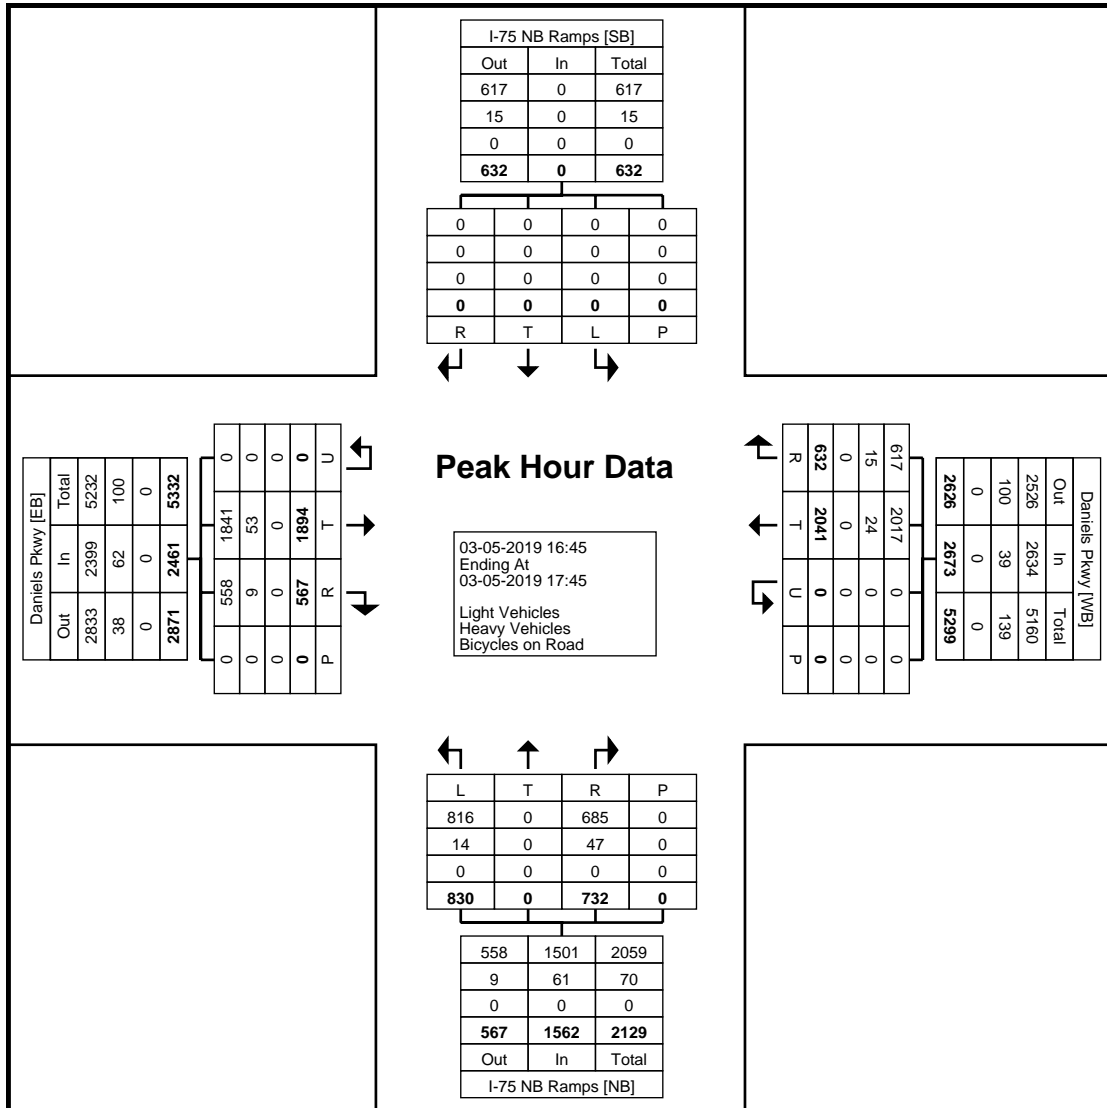 I-75 NB Ramps [SB]
Out In Total
617 0 617
15 0 15
0 0 0
632 0 632
0 0 0 0
0 0 0 0
0 0 0 0
0 0 0 0
R T L P
Daniels Pkwy [EB]
Total In Out
5232 2399 2833
100 62 38
0 0 0
5332 2461 2871
0 1841 558 0
0 53 9 0
0 0 0 0
0 1894 567 0
U T R P
Peak Hour Data
03-05-2019 16:45
Ending At
03-05-2019 17:45
Light Vehicles
Heavy Vehicles
Bicycles on Road
R T U P
632 2041 0 0
0 0 0 0
15 24 0 0
617 2017 0 0
Daniels Pkwy [WB]
Out In Total
2526 2634 5160
100 39 139
0 0 0
2626 2673 5299
L T R P
816 0 685 0
14 0 47 0
0 0 0 0
830 0 732 0
558 1501 2059
9 61 70
0 0 0
567 1562 2129
Out In Total
I-75 NB Ramps [NB]